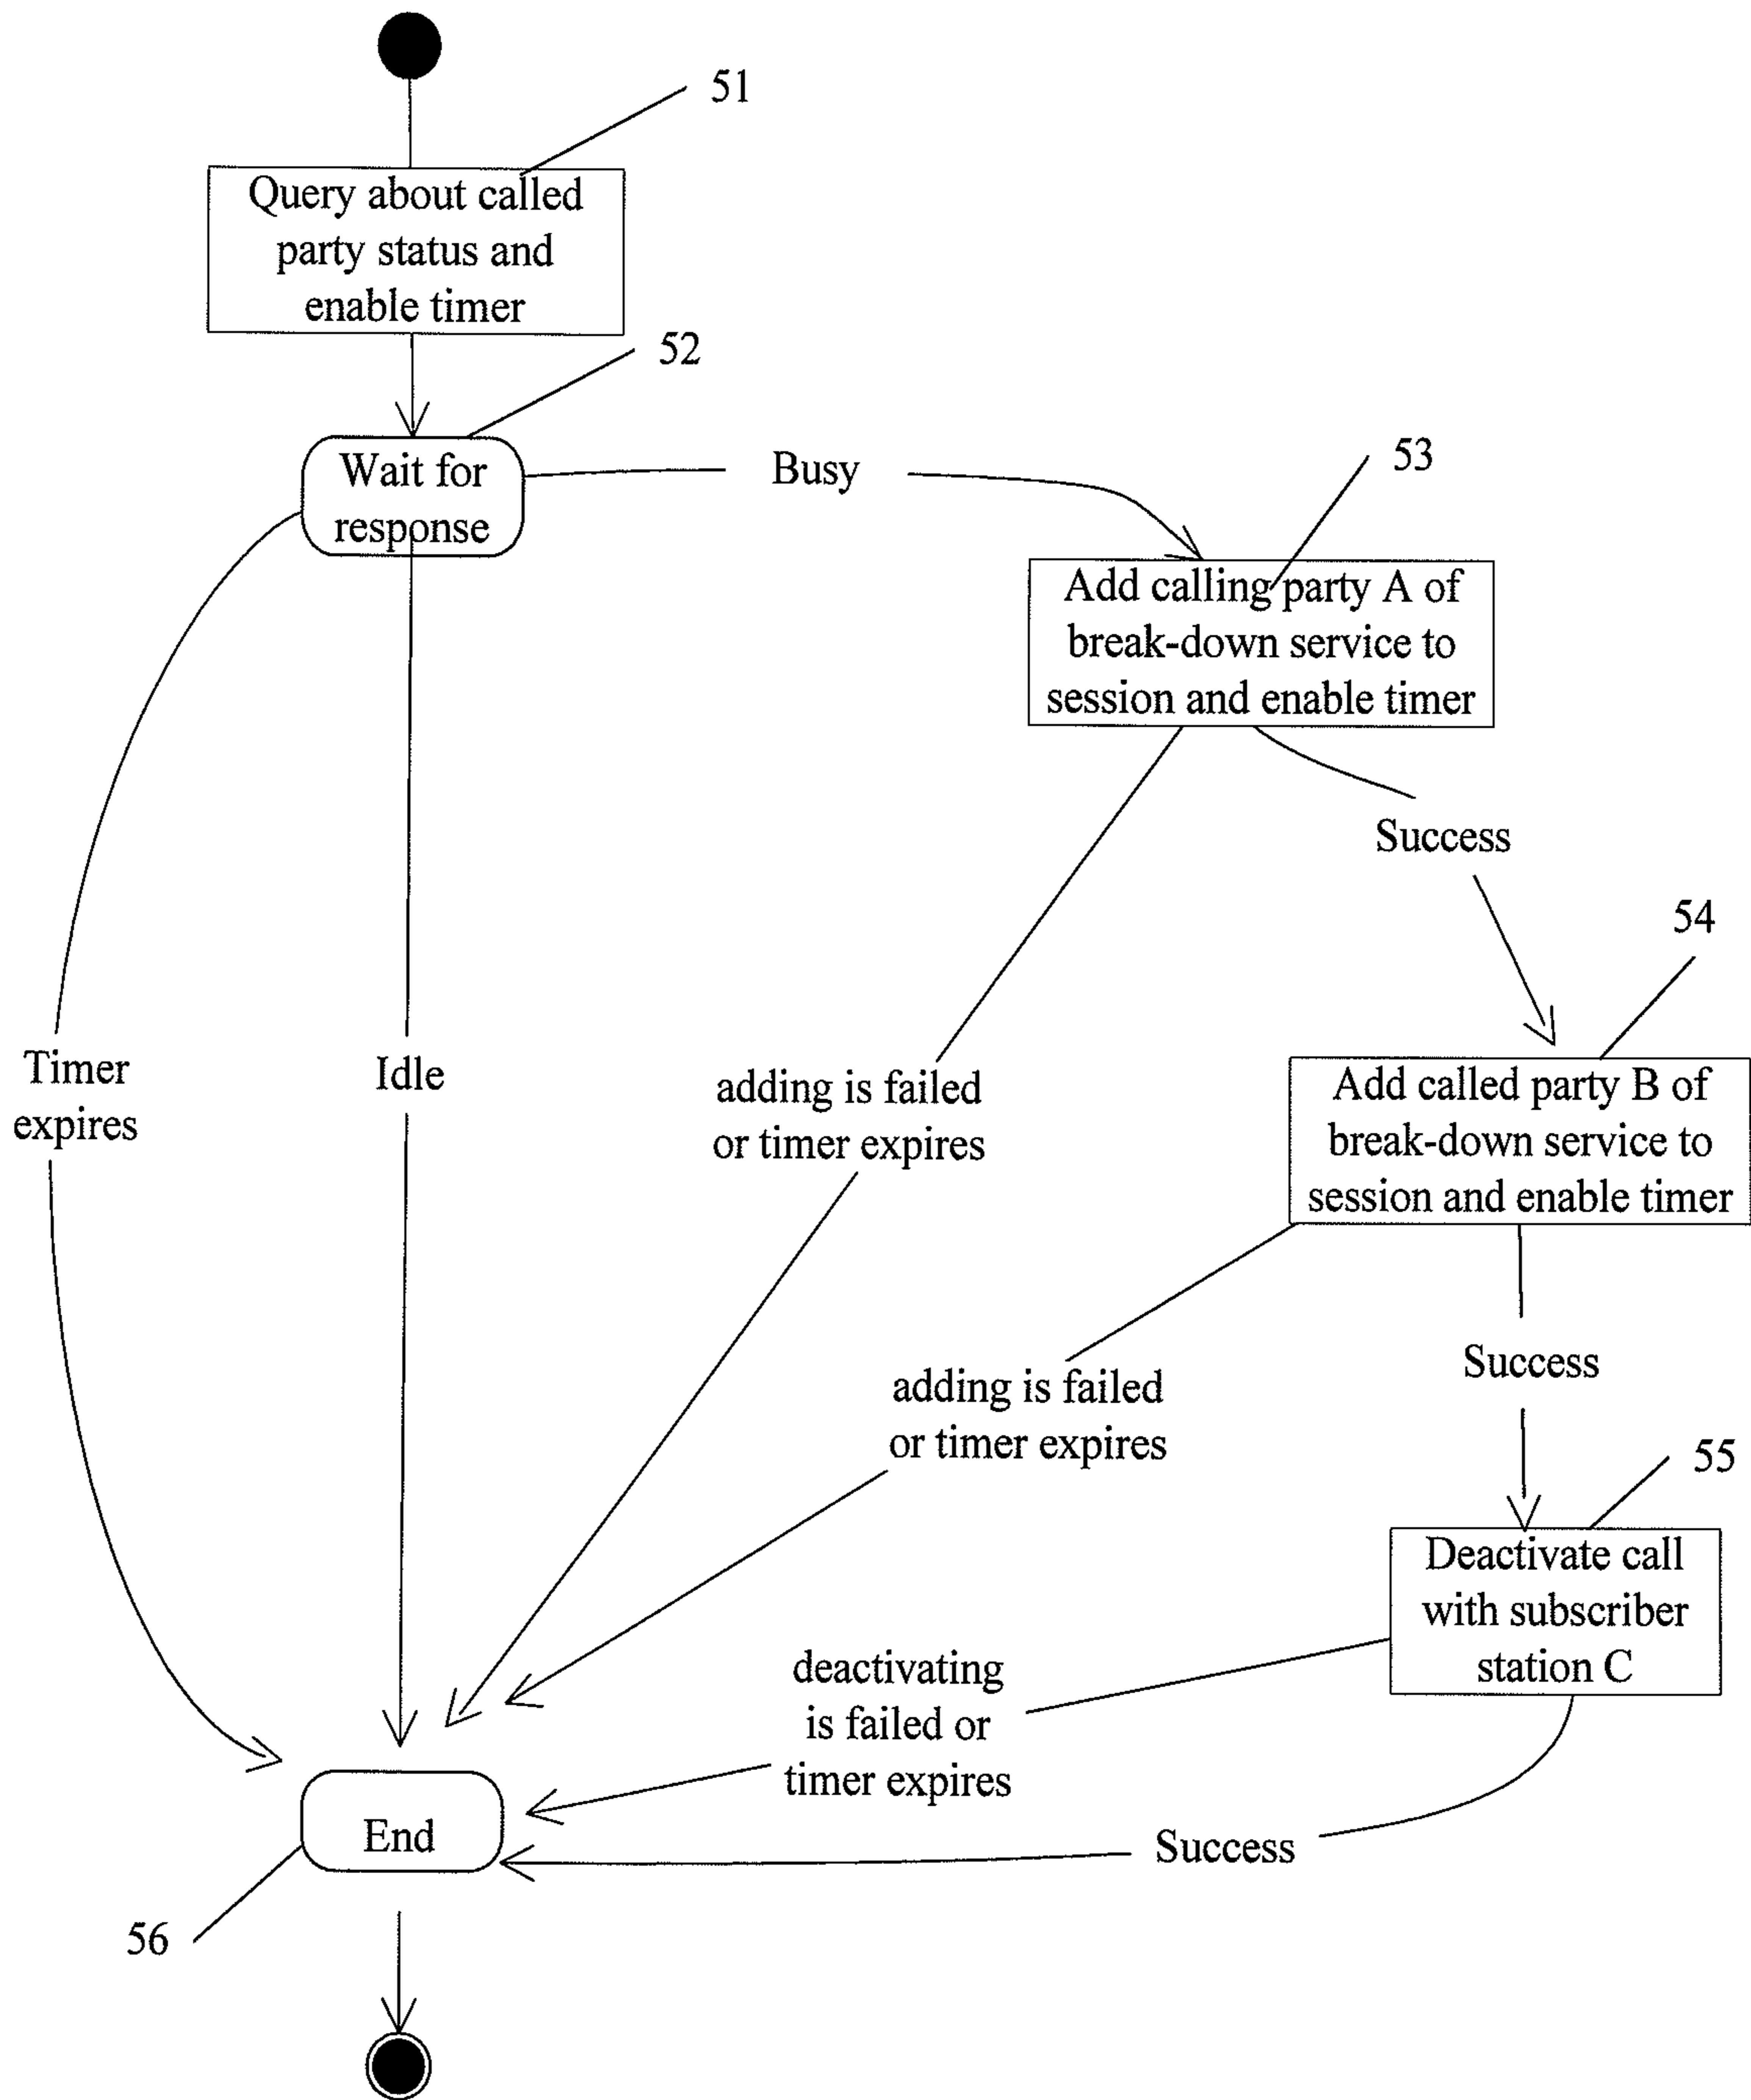 51
Query about called
party status and
enable timer
52
Wait for
response
Busy
53
Add calling party A of
break-down service to
session and enable timer
Success
54
Timer
expires
Idle
adding is failed
or timer expires
Add called party B of
break-down service to
session and enable timer
Success
adding is failed
or timer expires
55
Deactivate call
with subscriber
station C
deactivating
is failed or
timer expires
End
Success
56